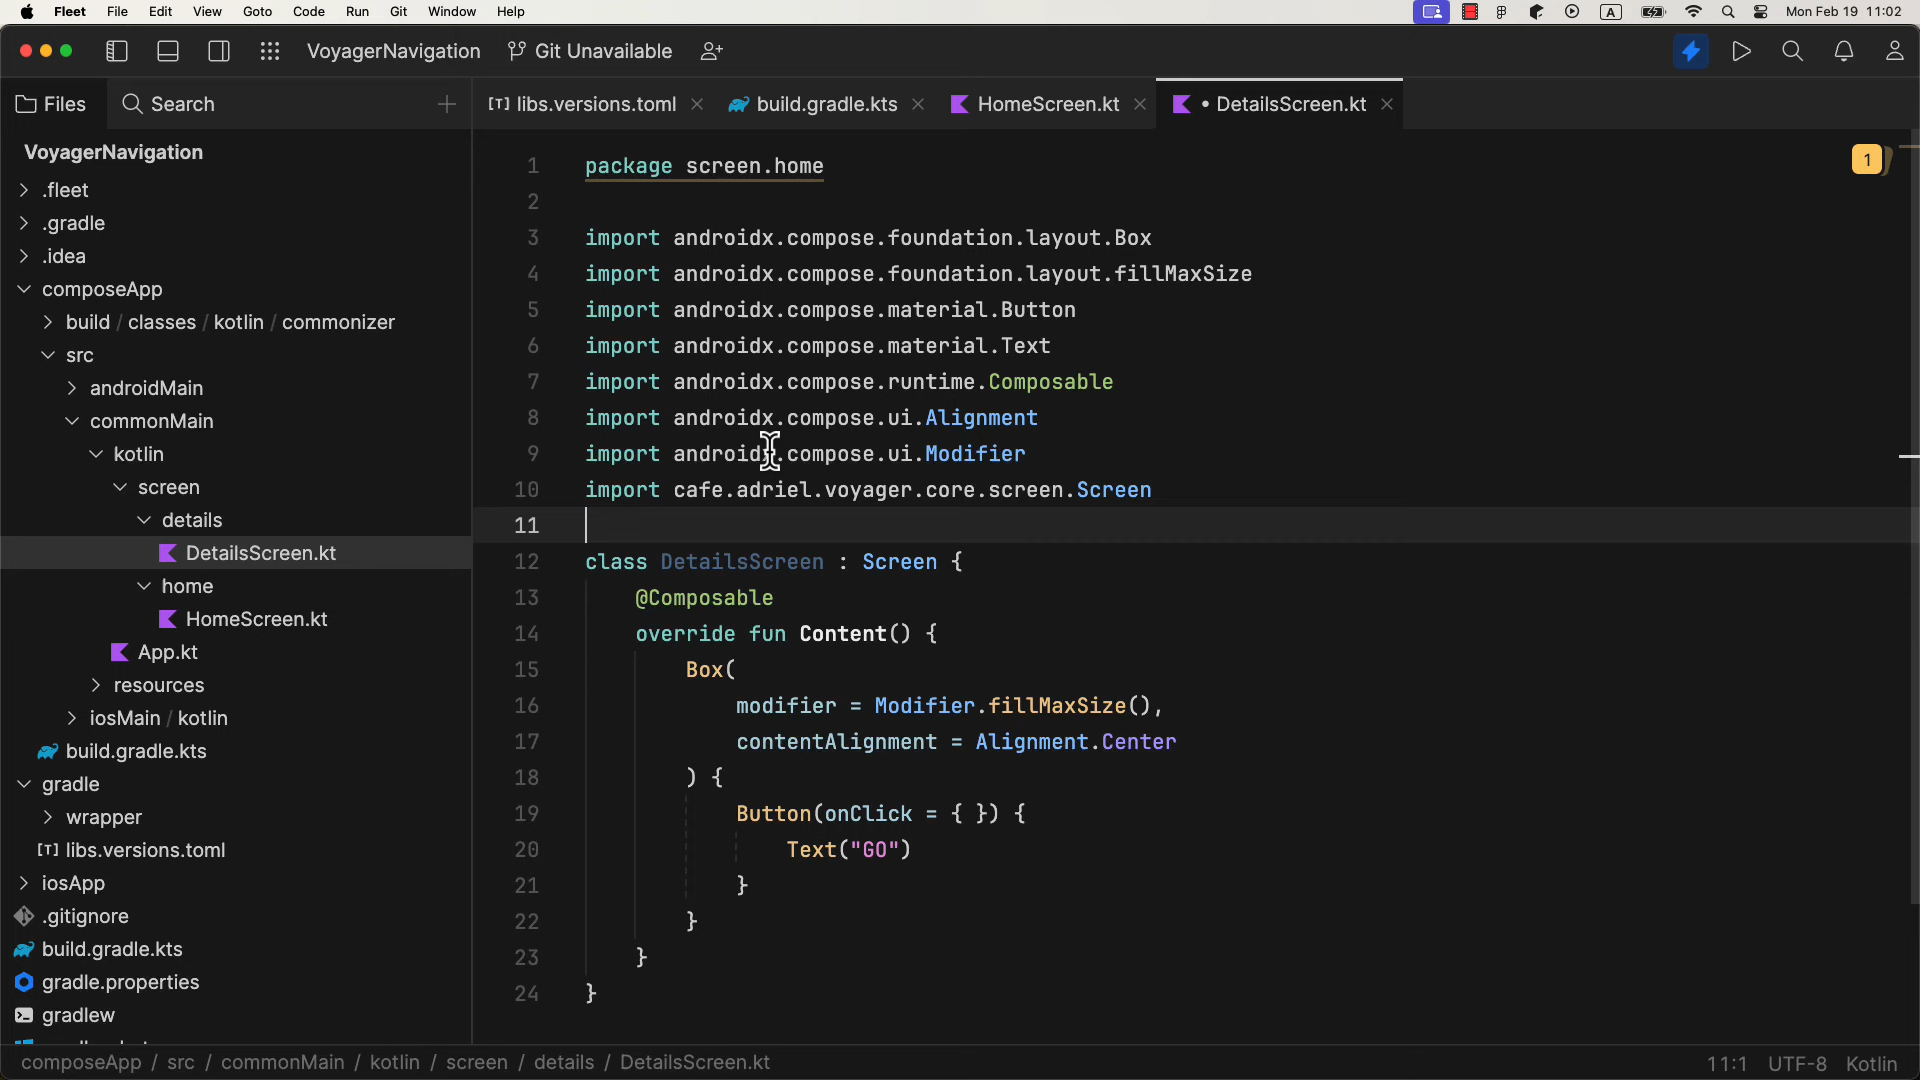 Fleet File Edit View Goto Code Run Git Window Help A Mon Feb 19 11:02
VoyagerNavigation Git Unavailable
Files Search
[T] libs.versions.toml build.gradle.kts HomeScreen.kt • DetailsScreen.kt
VoyagerNavigation
.fleet
.gradle
.idea
composeApp
build / classes / kotlin / commonizer
src
androidMain
commonMain
kotlin
screen
details
DetailsScreen.kt
home
HomeScreen.kt
App.kt
resources
iosMain / kotlin
build.gradle.kts
gradle
wrapper
[T] libs.versions.toml
iosApp
.gitignore
build.gradle.kts
gradle.properties
gradlew
1 package screen.home
1
2
3 import androidx.compose.foundation.layout.Box
4 import androidx.compose.foundation.layout.fillMaxSize
5 import androidx.compose.material.Button
6 import androidx.compose.material.Text
7 import androidx.compose.runtime.Composable
8 import androidx.compose.ui.Alignment
9 import androidx.compose.ui.Modifier
10 import cafe.adriel.voyager.core.screen.Screen
11
12 class DetailsScreen : Screen {
13 @Composable
14 override fun Content() {
15 Box(
16 modifier = Modifier.fillMaxSize(),
17 contentAlignment = Alignment.Center
18 ) {
19 Button(onClick = { }) {
20 Text("GO")
21 }
22 }
23 }
24 }
composeApp / src / commonMain / kotlin / screen / details / DetailsScreen.kt
11:1 UTF-8 Kotlin